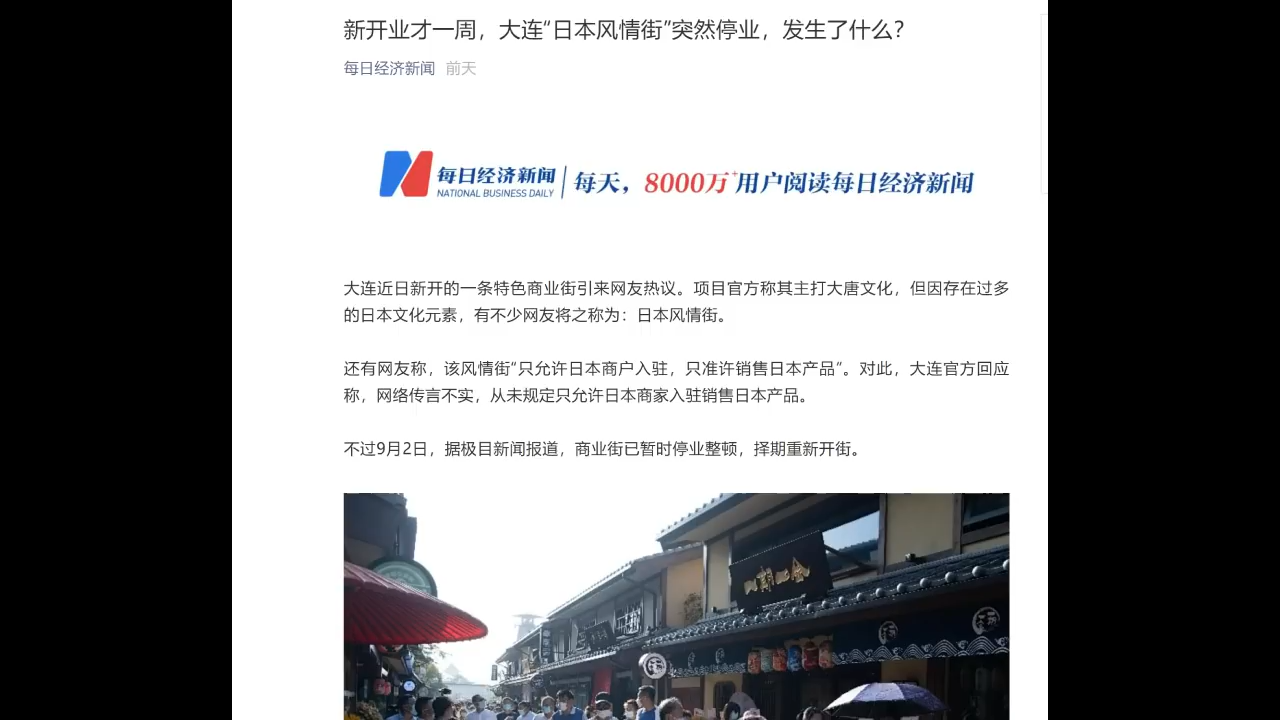 新开业才一周，大连“日本风情街”突然停业，发生了什么？
每日经济新闻 前天
每日经济新闻 每天，8000万+用户阅读每日经济新闻
NATIONAL BUSINESS DAILY
大连近日新开的一条特色商业街引来网友热议。项目官方称其主打大唐文化，但因存在过多
的日本文化元素，有不少网友将之称为：日本风情街。
还有网友称，该风情街“只允许日本商户入驻，只准许销售日本产品”。对此，大连官方回应
称，网络传言不实，从未规定只允许日本商家入驻销售日本产品。
不过9月2日，据极目新闻报道，商业街已暂时停业整顿，择期重新开街。